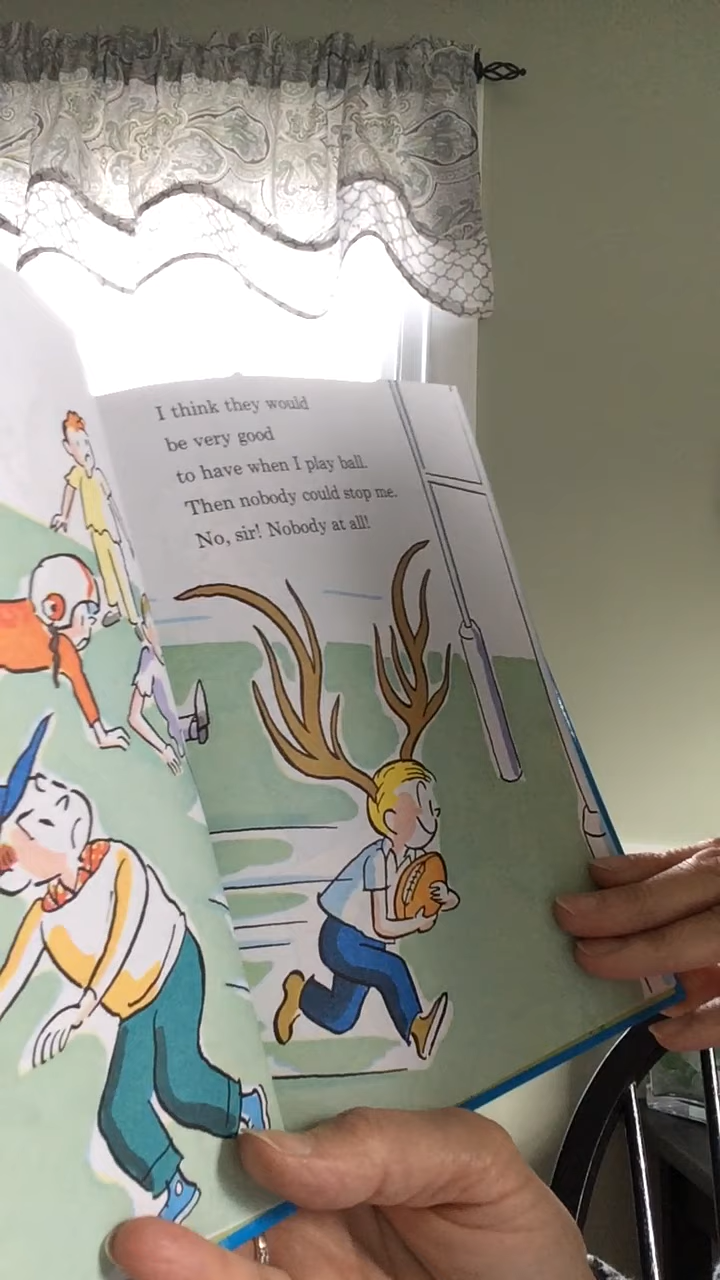 I think they would
be very good
to have when I play ball.
Then nobody could stop me.
No, sir! Nobody at all!